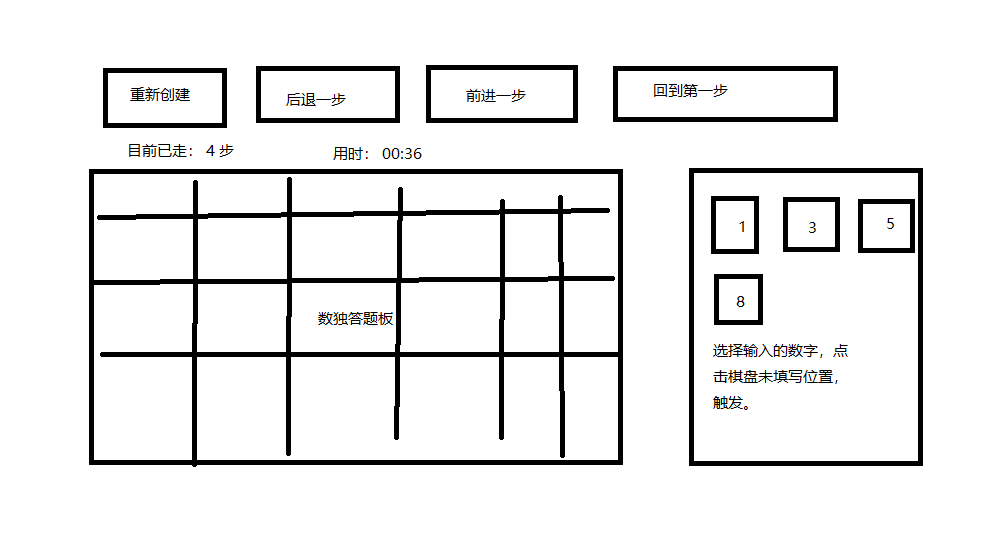 重新创建
后退一步
前进一步
回到第一步
目前已走： 4 步
用时： 00:36
1
3
5
8
数独答题板
选择输入的数字，点
击棋盘未填写位置，
触发。